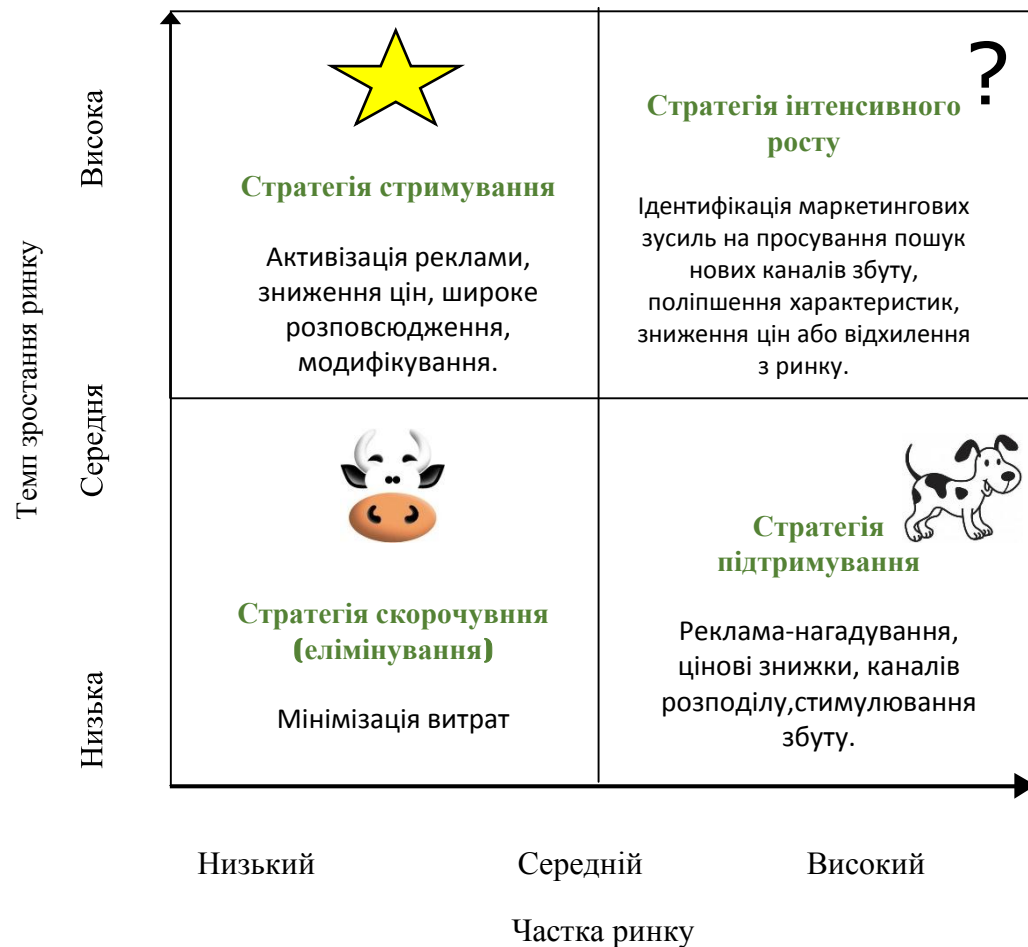 Темп зростання ринку
Висока
Середня
Низька
Стратегія стримування
Активізація реклами,
зниження цін, широке
розповсюдження,
модифікування.
?
Стратегія інтенсивного
росту
Ідентифікація маркетингових
зусиль на просування пошук
нових каналів збуту,
поліпшення характеристик,
зниження цін або відхилення
з ринку.
Стратегія скорочувння
(елімінування)
Мінімізація витрат
Стратегія
підтримування
Реклама-нагадування,
цінові знижки, каналів
розподілу,стимулювання
збуту.
Низький
Середній
Високий
Частка ринку